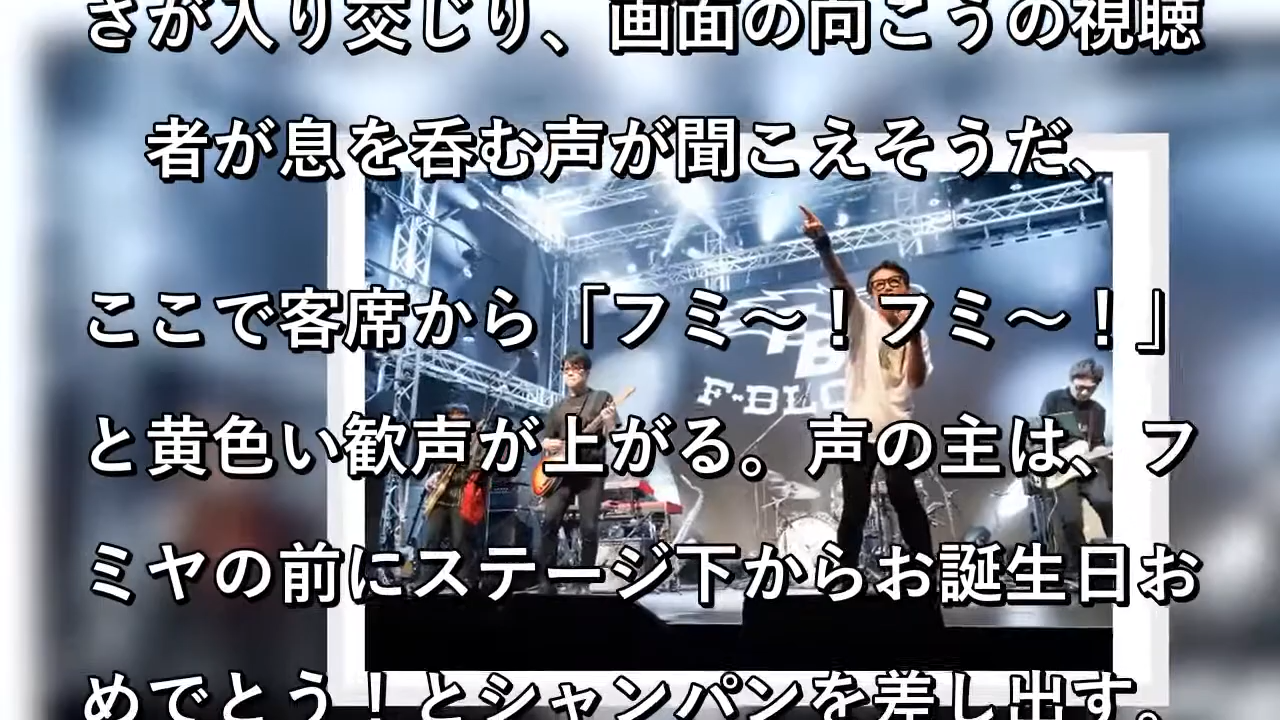 さが入り交じり、画面の向こうの視聴
者が息を呑む声が聞こえそうだ、
ここで客席から「フミ～！フミ～！」
と黄色い歓声が上がる。声の主は、フ
ミヤの前にステージ下からお誕生日お
めでとう！とシャンパンを差し出す。
F-BLO